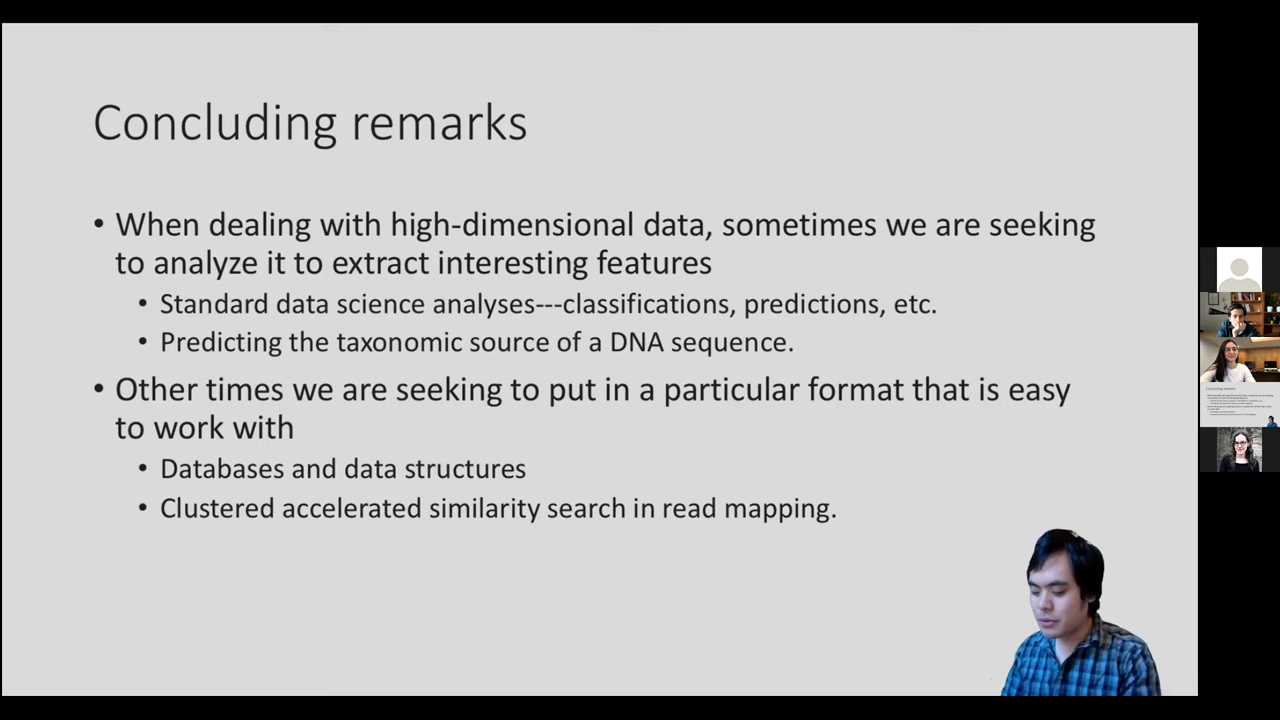 Concluding remarks
• When dealing with high-dimensional data, sometimes we are seeking
to analyze it to extract interesting features
• Standard data science analyses---classifications, predictions, etc.
• Predicting the taxonomic source of a DNA sequence.
• Other times we are seeking to put in a particular format that is easy
to work with
• Databases and data structures
• Clustered accelerated similarity search in read mapping.